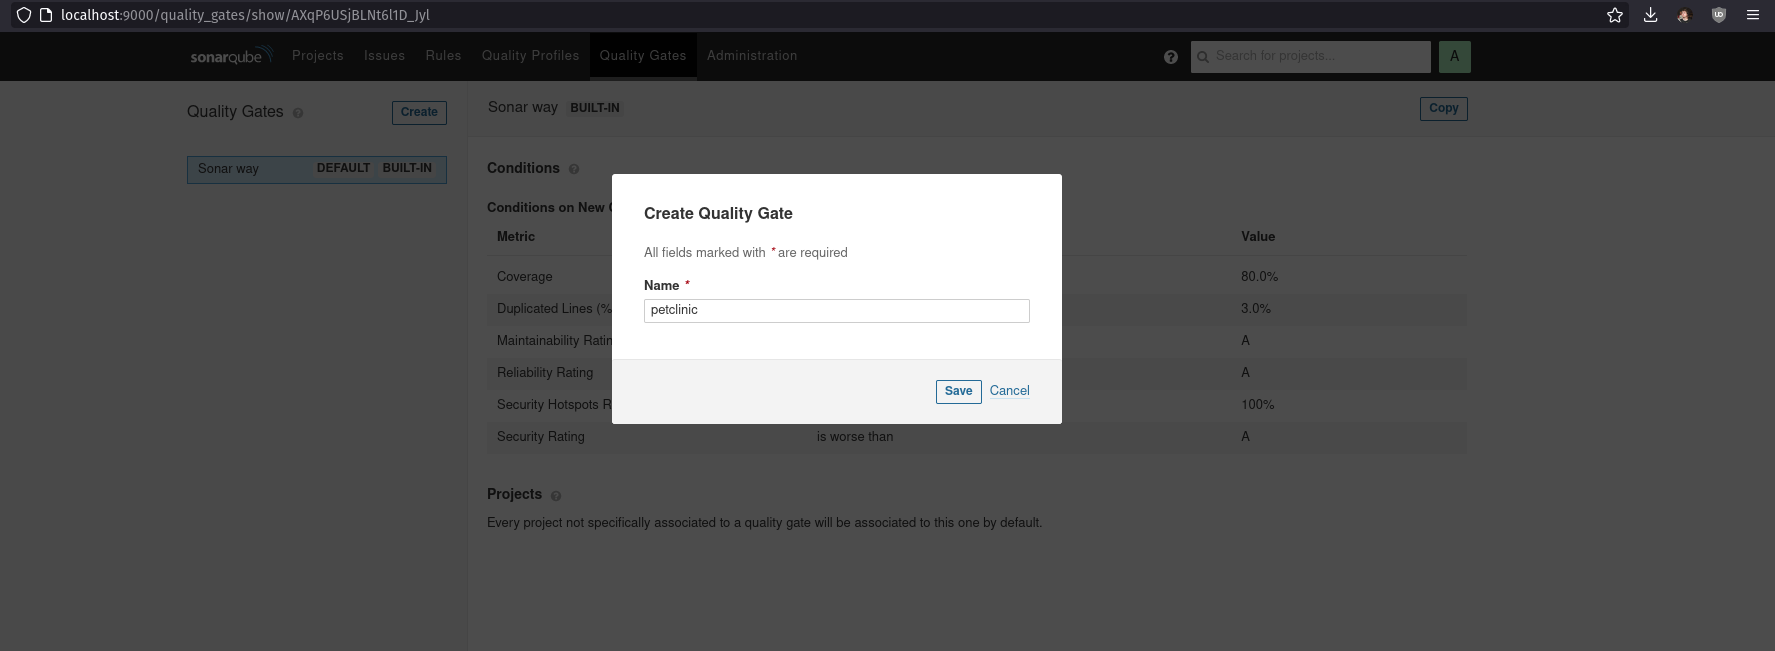 localhost:9000/quality_gates/show/AXqP6USjBLNt6l1D_Jyl
sonarqube Projects Issues Rules Quality Profiles Quality Gates Administration Search for projects... A
Quality Gates Create
Sonar way DEFAULT BUILT-IN
Sonar way BUILT-IN Copy
Conditions
Conditions on New
Metric Value
Coverage 80.0%
Duplicated Lines (% 3.0%
Maintainability Ratin A
Reliability Rating A
Security Hotspots R 100%
Security Rating is worse than A
Projects
Every project not specifically associated to a quality gate will be associated to this one by default.
Create Quality Gate
All fields marked with * are required
Name *
petclinic
Save Cancel